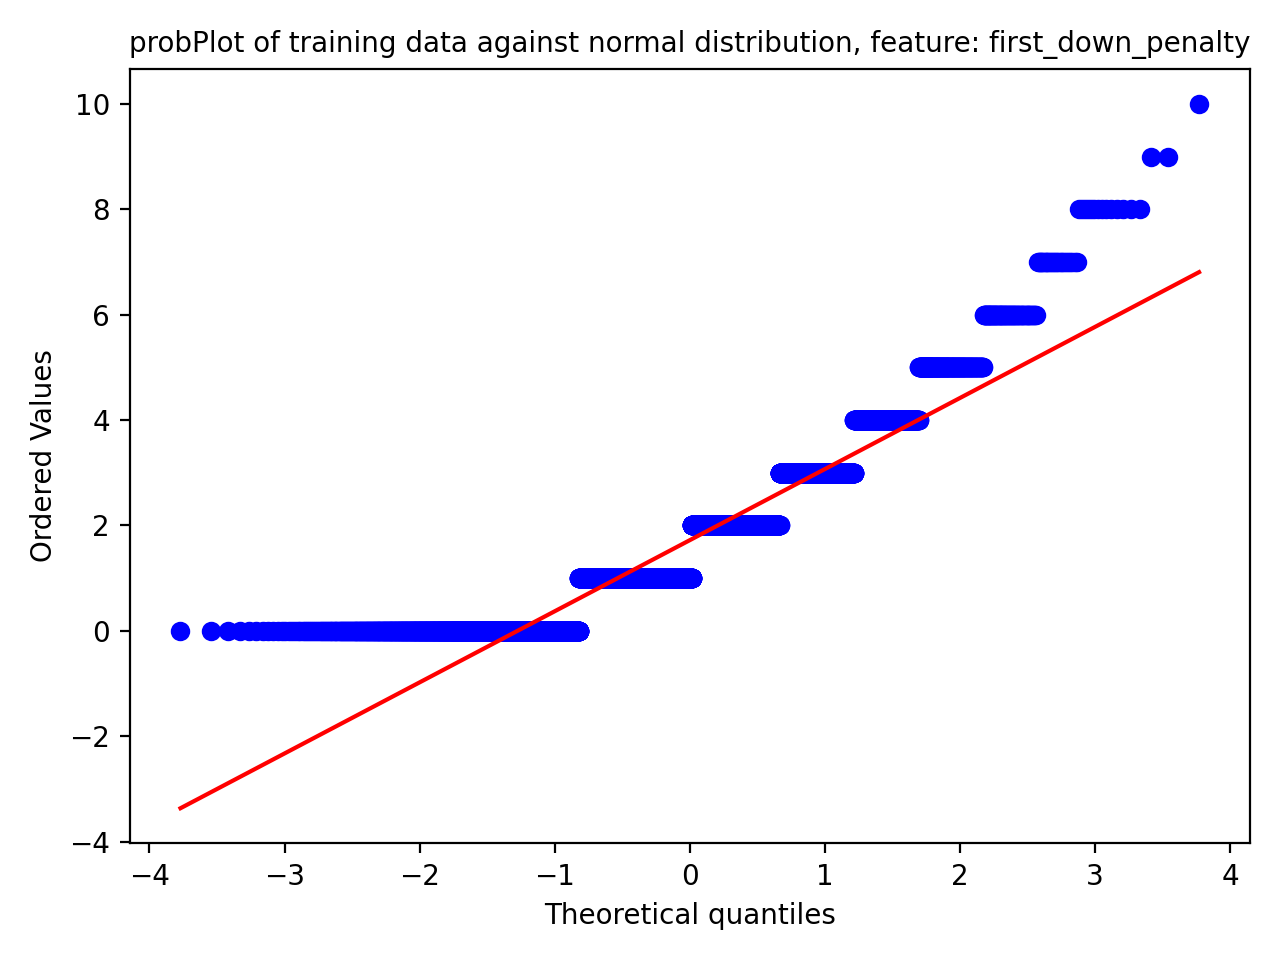 probPlot of training data against normal distribution, feature: first_down_penalty
10
8
6
4
2
0
−2
−4
Ordered Values
−4 −3 −2 −1 0 1 2 3 4
Theoretical quantiles